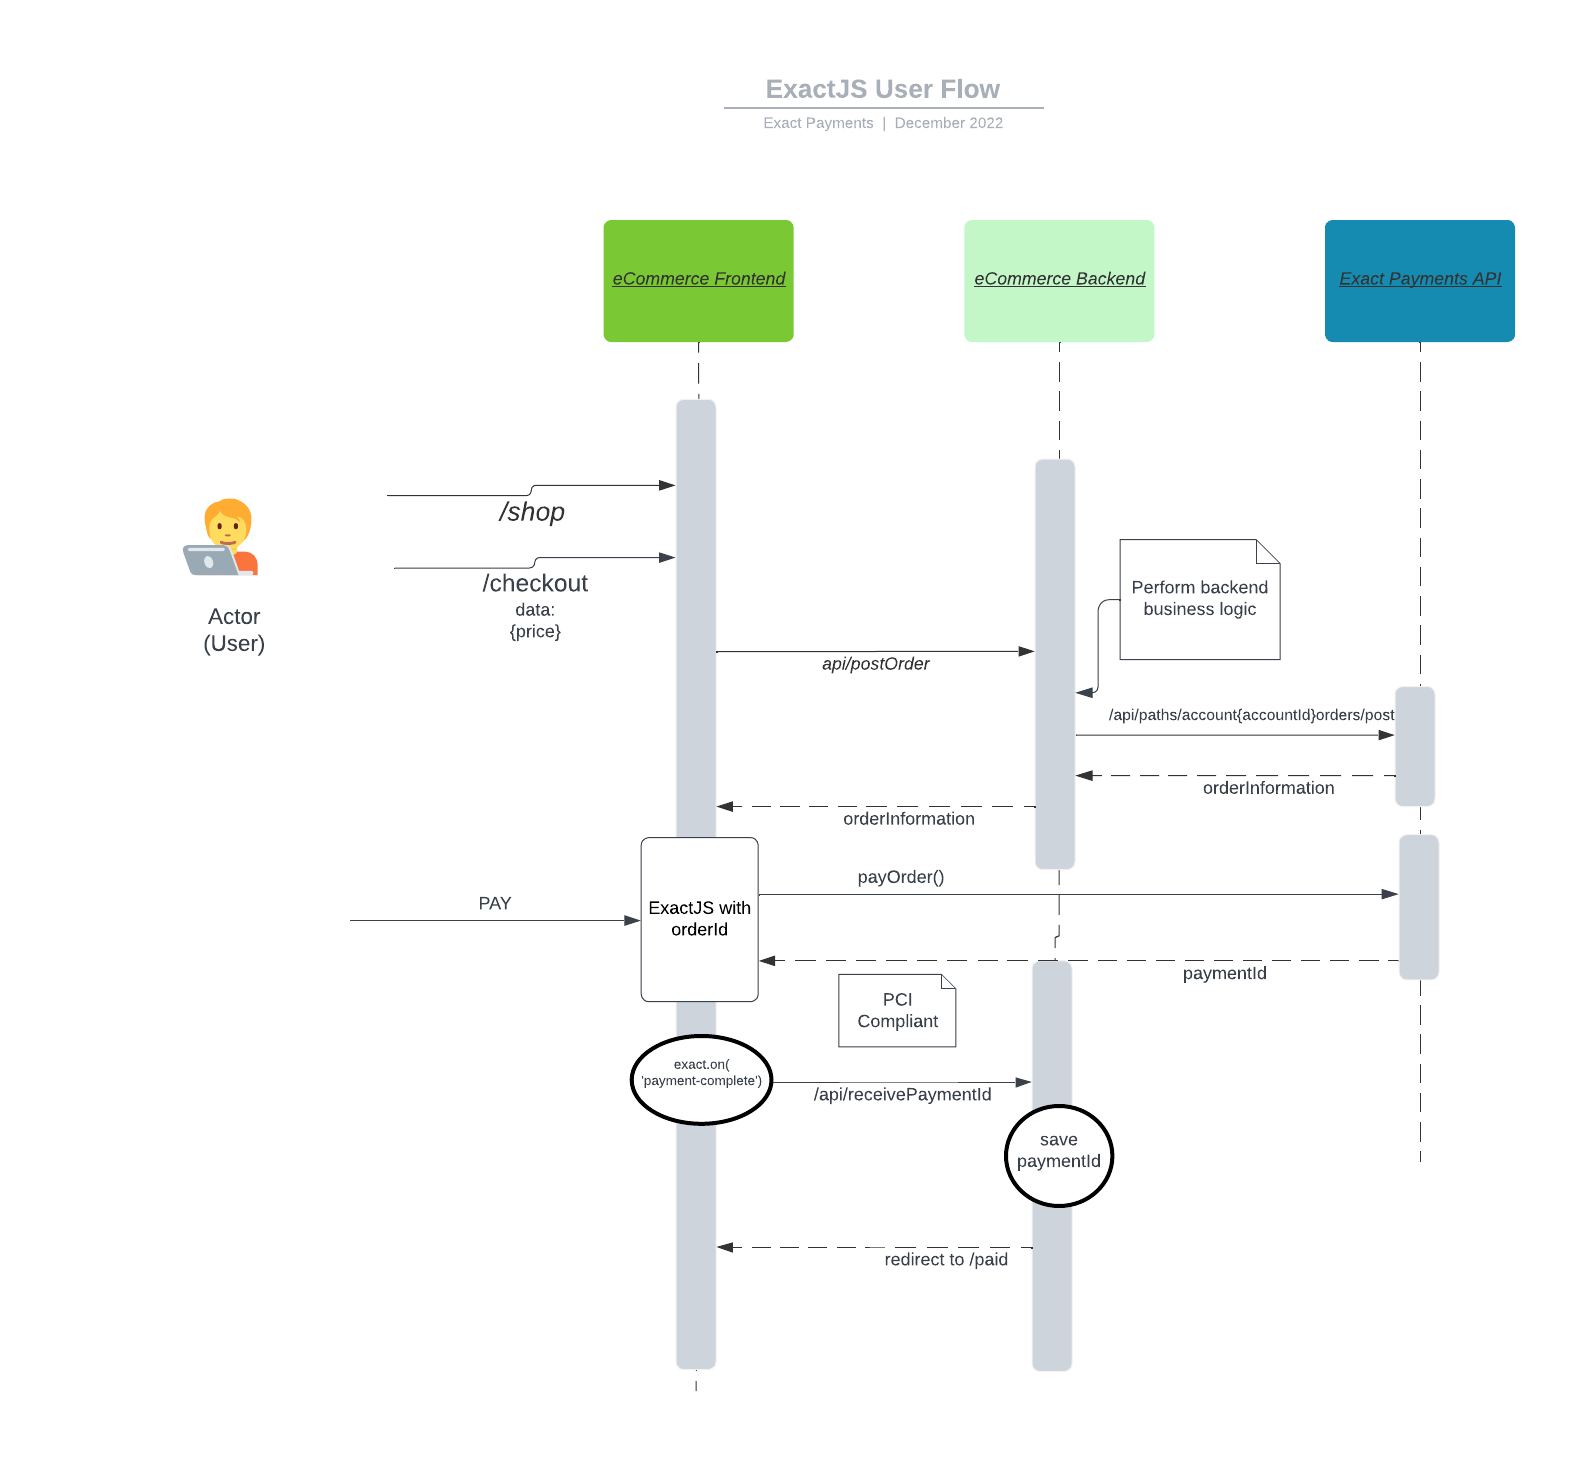 ExactJS User Flow
Exact Payments | December 2022
eCommerce Frontend
eCommerce Backend
Exact Payments API
/shop
Actor
(User)
/checkout
data:
{price}
Perform backend
business logic
api/postOrder
/api/paths/account{accountId}orders/post
orderInformation
orderInformation
payOrder()
PAY
ExactJS with
orderId
paymentId
PCI
Compliant
exact.on(
'payment-complete')
/api/receivePaymentId
save
paymentId
redirect to /paid